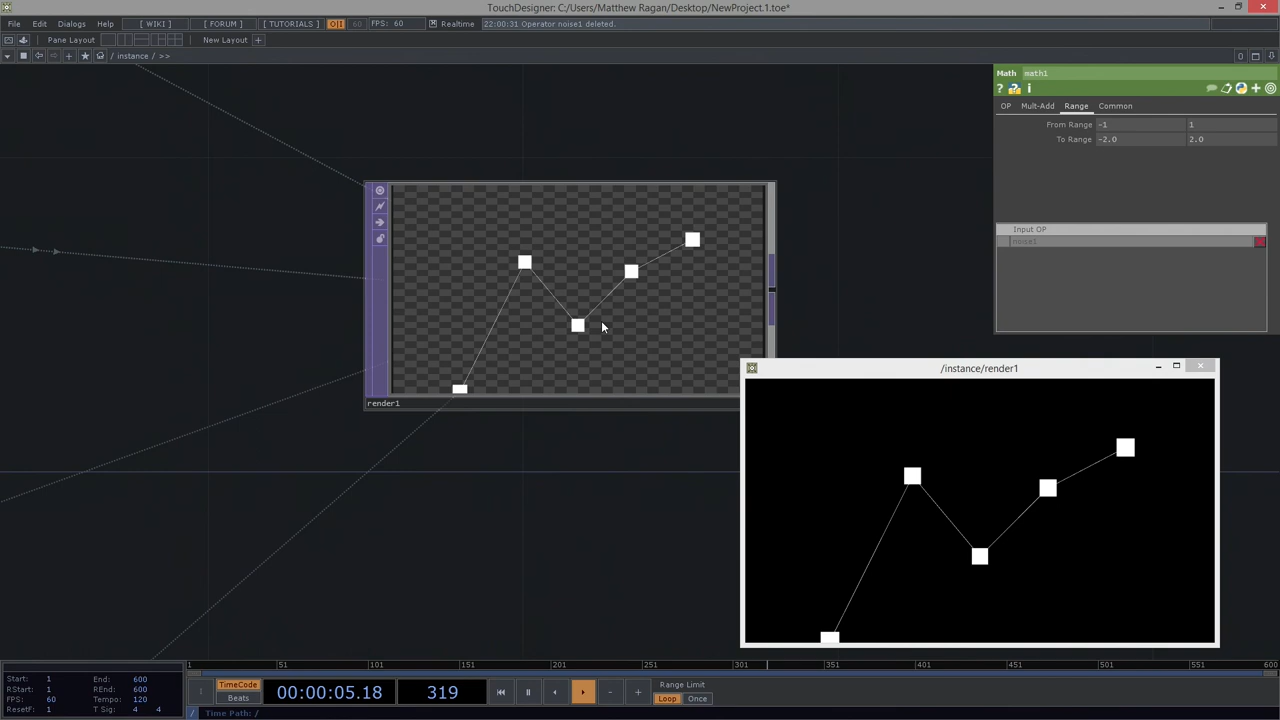 TouchDesigner: C:/Users/Matthew Ragan/Desktop/NewProject.1.toe*
File Edit Dialogs Help [ WIKI ] [ FORUM ] [ TUTORIALS ] O|I 60 FPS: 60 Realtime 22:00:31 Operator noise1 deleted.
Pane Layout New Layout +
/ instance / >> 0
Math math1
? i
OP Mult-Add Range Common
From Range -1 1
To Range -2.0 2.0
Input OP
noise1
render1
/instance/render1
1 51 101 151 201 251 301 351 401 451 501 551 600
Start: 1 End: 600
RStart: 1 REnd: 600
FPS: 60 Tempo: 120
ResetF: 1 T Sig: 4 4
TimeCode
Beats
00:00:05.18 319
Range Limit
Loop Once
/ Time Path: /